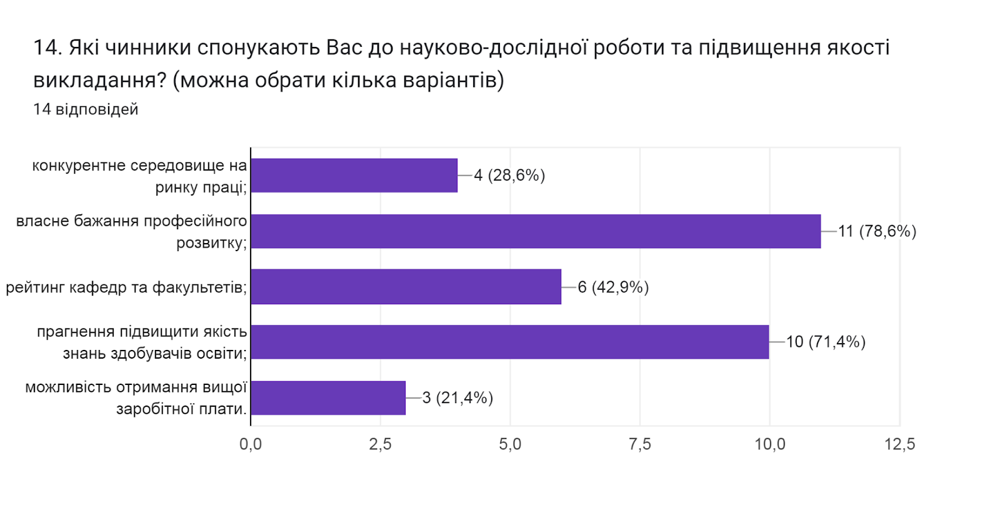 14. Які чинники спонукають Вас до науково-дослідної роботи та підвищення якості
викладання? (можна обрати кілька варіантів)
14 відповідей
конкурентне середовище на
ринку праці;
4 (28,6%)
власне бажання професійного
розвитку;
11 (78,6%)
рейтинг кафедр та факультетів;
6 (42,9%)
прагнення підвищити якість
знань здобувачів освіти;
10 (71,4%)
можливість отримання вищої
заробітної плати.
3 (21,4%)
0,0 2,5 5,0 7,5 10,0 12,5